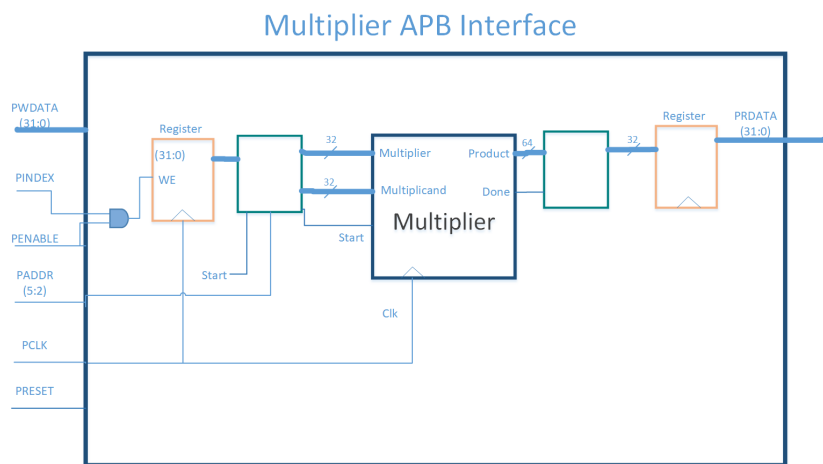 Multiplier APB Interface
PWDATA
(31:0)
PINDEX
PENABLE
PADDR
(5:2)
PCLK
PRESET
Register
(31:0)
WE
Start
32
32
Multiplier
Multiplicand
Start
Clk
Product
Done
Multiplier
64
32
Register
PRDATA
(31:0)